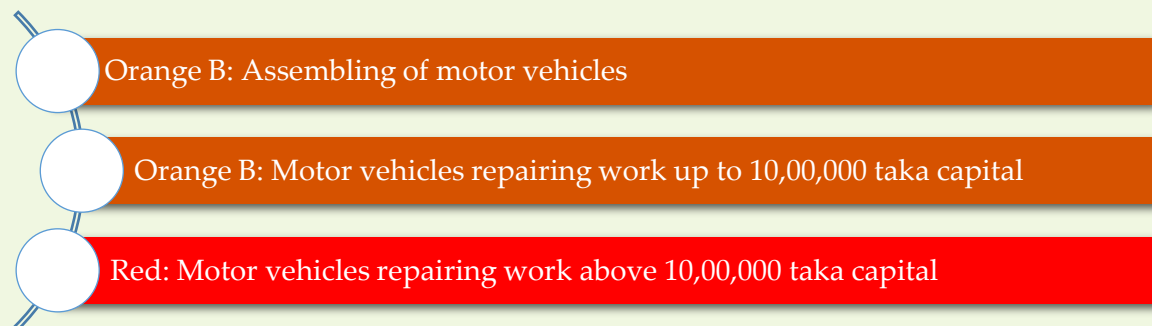 Orange B: Assembling of motor vehicles
Orange B: Motor vehicles repairing work up to 10,00,000 taka capital
Red: Motor vehicles repairing work above 10,00,000 taka capital